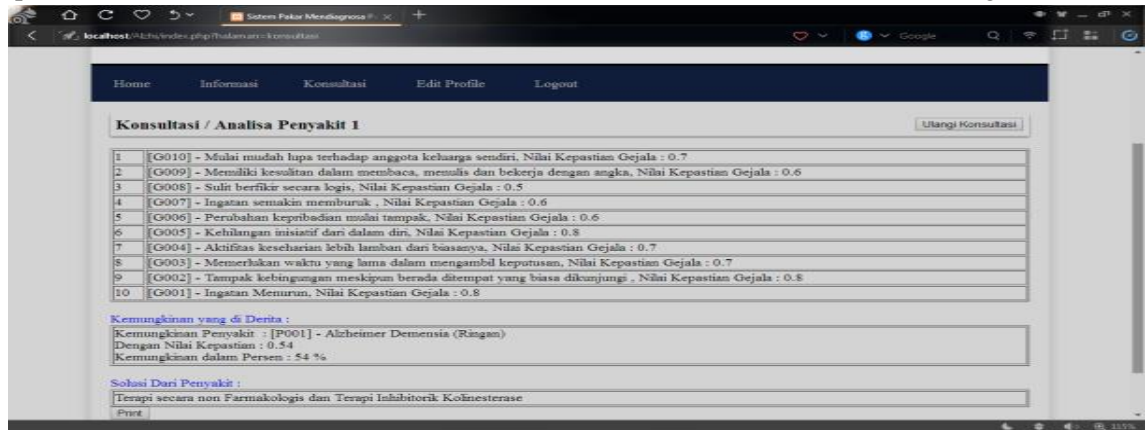 Sistem Pakar Mendiagnosa P
localhost/Alzhi/index.php?halaman=konsultasi
Google
Home Informasi Konsultasi Edit Profile Logout
Konsultasi / Analisa Penyakit 1
Ulangi Konsultasi
1 [G010] - Mulai mudah lupa terhadap anggota keluarga sendiri, Nilai Kepastian Gejala : 0.7
2 [G009] - Memiliki kesulitan dalam membaca, menulis dan bekerja dengan angka, Nilai Kepastian Gejala : 0.6
3 [G008] - Sulit berfikir secara logis, Nilai Kepastian Gejala : 0.5
4 [G007] - Ingatan semakin memburuk , Nilai Kepastian Gejala : 0.6
5 [G006] - Perubahan kepribadian mulai tampak, Nilai Kepastian Gejala : 0.6
6 [G005] - Kehilangan inisiatif dari dalam diri, Nilai Kepastian Gejala : 0.8
7 [G004] - Aktifitas keseharian lebih lamban dari biasanya, Nilai Kepastian Gejala : 0.7
8 [G003] - Memerlukan waktu yang lama dalam mengambil keputusan, Nilai Kepastian Gejala : 0.7
9 [G002] - Tampak kebingungan meskipun berada ditempat yang biasa dikunjungi , Nilai Kepastian Gejala : 0.8
10 [G001] - Ingatan Menurun, Nilai Kepastian Gejala : 0.8
Kemungkinan yang di Derita :
Kemungkinan Penyakit : [P001] - Alzheimer Demensia (Ringan)
Dengan Nilai Kepastian : 0.54
Kemungkinan dalam Persen : 54 %
Solusi Dari Penyakit :
Terapi secara non Farmakologis dan Terapi Inhibitorik Kolinesterase
Print
115%